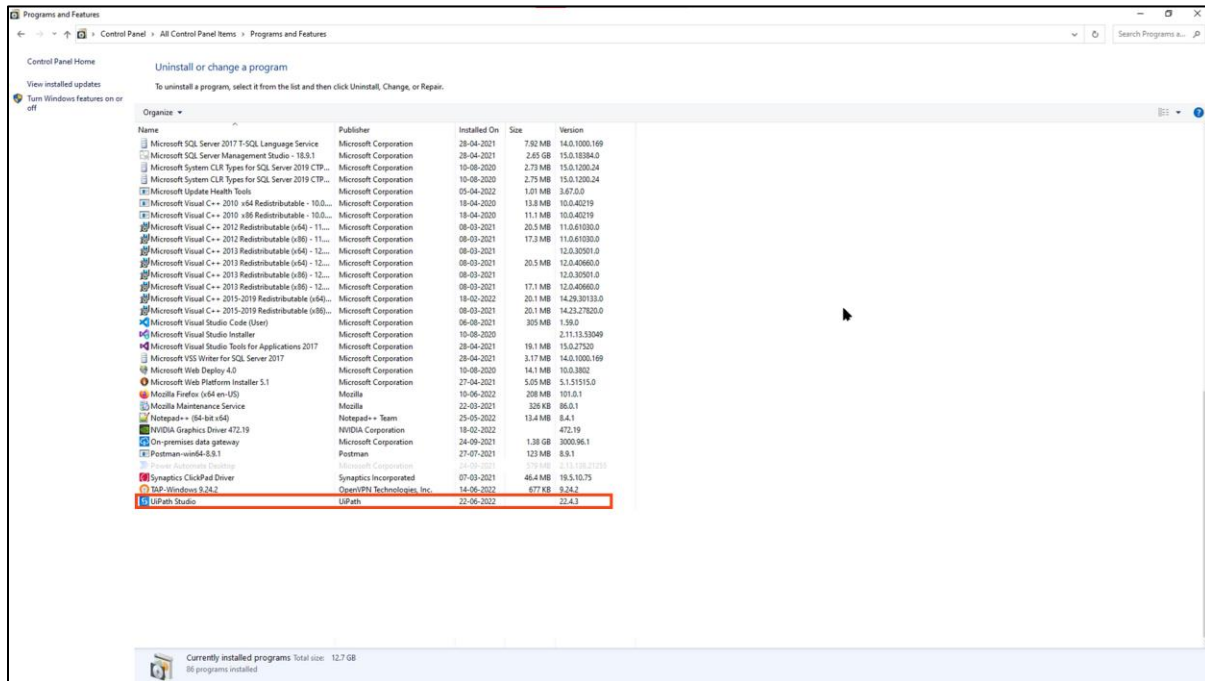 Programs and Features
Control Panel > All Control Panel Items > Programs and Features
Search Programs a...
Control Panel Home
View installed updates
Turn Windows features on or
off
Uninstall or change a program
To uninstall a program, select it from the list and then click Uninstall, Change, or Repair.
Organize
Name Publisher Installed On Size Version
Microsoft SQL Server 2017 T-SQL Language Service Microsoft Corporation 28-04-2021 7.92 MB 14.0.1000.169
Microsoft SQL Server Management Studio - 18.9.1 Microsoft Corporation 28-04-2021 2.65 GB 15.0.18384.0
Microsoft System CLR Types for SQL Server 2019 CTP... Microsoft Corporation 10-08-2020 2.73 MB 15.0.1200.24
Microsoft System CLR Types for SQL Server 2019 CTP... Microsoft Corporation 10-08-2020 2.75 MB 15.0.1200.24
Microsoft Update Health Tools Microsoft Corporation 05-04-2022 1.01 MB 3.67.0.0
Microsoft Visual C++ 2010 x64 Redistributable - 10.0.... Microsoft Corporation 18-04-2020 13.8 MB 10.0.40219
Microsoft Visual C++ 2010 x86 Redistributable - 10.0.... Microsoft Corporation 18-04-2020 11.1 MB 10.0.40219
Microsoft Visual C++ 2012 Redistributable (x64) - 11.... Microsoft Corporation 08-03-2021 20.5 MB 11.0.61030.0
Microsoft Visual C++ 2012 Redistributable (x86) - 11.... Microsoft Corporation 08-03-2021 17.3 MB 11.0.61030.0
Microsoft Visual C++ 2013 Redistributable (x64) - 12.... Microsoft Corporation 08-03-2021 12.0.30501.0
Microsoft Visual C++ 2013 Redistributable (x64) - 12.... Microsoft Corporation 08-03-2021 20.5 MB 12.0.40660.0
Microsoft Visual C++ 2013 Redistributable (x86) - 12.... Microsoft Corporation 08-03-2021 12.0.30501.0
Microsoft Visual C++ 2013 Redistributable (x86) - 12.... Microsoft Corporation 08-03-2021 17.1 MB 12.0.40660.0
Microsoft Visual C++ 2015-2019 Redistributable (x64)... Microsoft Corporation 18-02-2022 20.1 MB 14.29.30133.0
Microsoft Visual C++ 2015-2019 Redistributable (x86)... Microsoft Corporation 08-03-2021 20.1 MB 14.23.27820.0
Microsoft Visual Studio Code (User) Microsoft Corporation 06-08-2021 305 MB 1.59.0
Microsoft Visual Studio Installer Microsoft Corporation 10-08-2020 2.11.13.53049
Microsoft Visual Studio Tools for Applications 2017 Microsoft Corporation 28-04-2021 19.1 MB 15.0.27520
Microsoft VSS Writer for SQL Server 2017 Microsoft Corporation 28-04-2021 3.17 MB 14.0.1000.169
Microsoft Web Deploy 4.0 Microsoft Corporation 10-08-2020 14.1 MB 10.0.3802
Microsoft Web Platform Installer 5.1 Microsoft Corporation 27-04-2021 5.05 MB 5.1.51515.0
Mozilla Firefox (x64 en-US) Mozilla 10-06-2022 208 MB 101.0.1
Mozilla Maintenance Service Mozilla 22-03-2021 326 KB 86.0.1
Notepad++ (64-bit x64) Notepad++ Team 25-05-2022 13.4 MB 8.4.1
NVIDIA Graphics Driver 472.19 NVIDIA Corporation 18-02-2022 472.19
On-premises data gateway Microsoft Corporation 24-09-2021 1.38 GB 3000.96.1
Postman-win64-8.9.1 Postman 27-07-2021 123 MB 8.9.1
Power Automate Desktop Microsoft Corporation 24-09-2021
Synaptics ClickPad Driver Synaptics Incorporated 07-03-2021 46.4 MB 19.5.10.75
TAP-Windows 9.24.2 OpenVPN Technologies, Inc. 14-06-2022 677 KB 9.24.2
UiPath Studio UiPath 22-06-2022 22.4.3
Currently installed programs Total size: 12.7 GB
86 programs installed